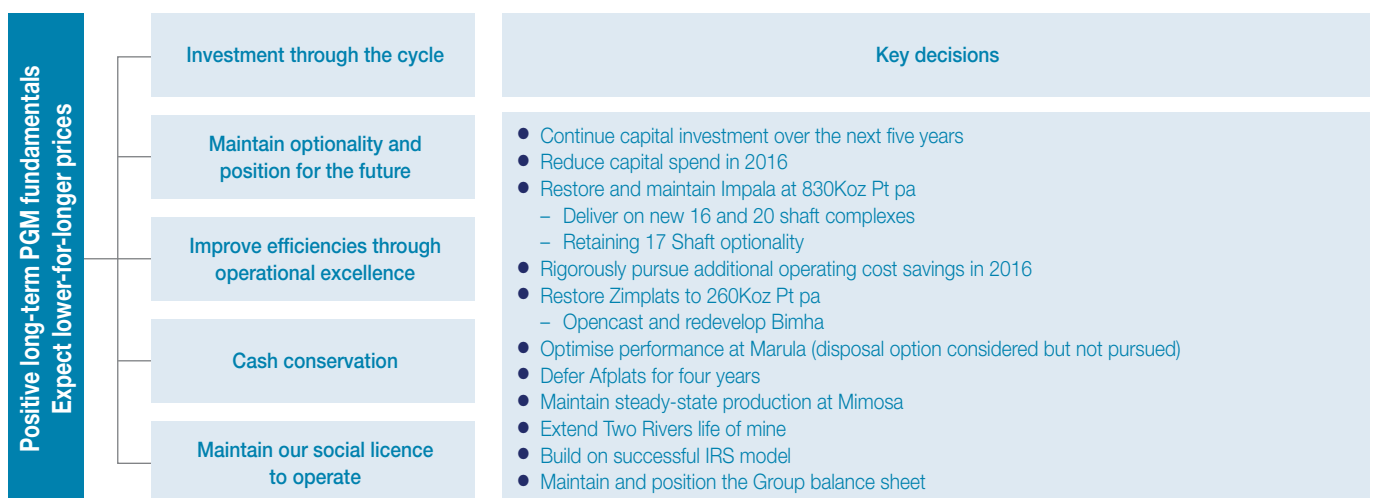 Positive long-term PGM fundamentals
Expect lower-for-longer prices
Investment through the cycle
Maintain optionality and
position for the future
Improve efficiencies through
operational excellence
Cash conservation
Maintain our social licence
to operate
Key decisions
● Continue capital investment over the next five years
● Reduce capital spend in 2016
● Restore and maintain Impala at 830Koz Pt pa
– Deliver on new 16 and 20 shaft complexes
– Retaining 17 Shaft optionality
● Rigorously pursue additional operating cost savings in 2016
● Restore Zimplats to 260Koz Pt pa
– Opencast and redevelop Bimha
● Optimise performance at Marula (disposal option considered but not pursued)
● Defer Afplats for four years
● Maintain steady-state production at Mimosa
● Extend Two Rivers life of mine
● Build on successful IRS model
● Maintain and position the Group balance sheet